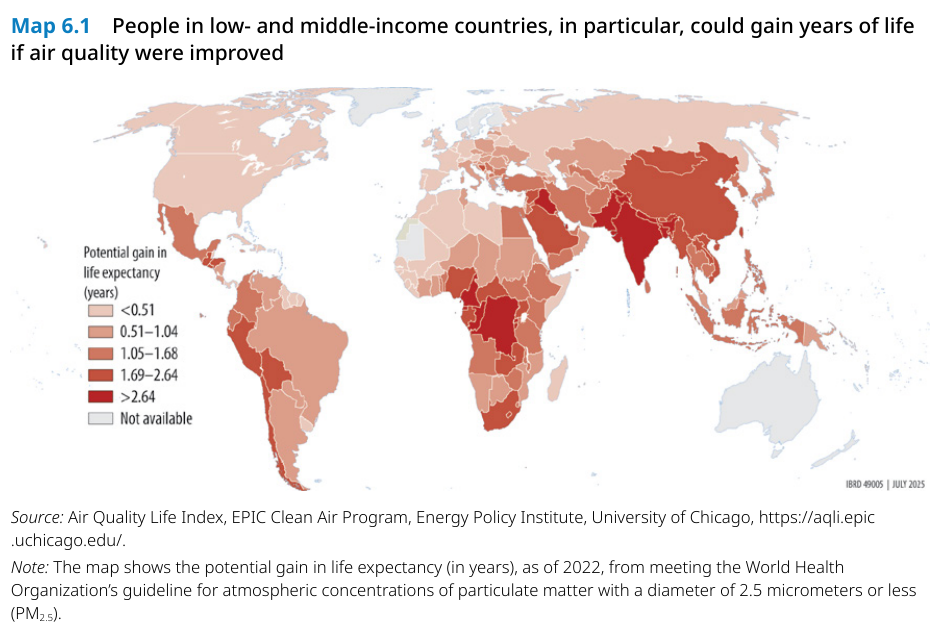 Map 6.1 People in low- and middle-income countries, in particular, could gain years of life
if air quality were improved
Potential gain in
life expectancy
(years)
<0.51
0.51–1.04
1.05–1.68
1.69–2.64
>2.64
Not available
IBRD 49005 | JULY 2025
Source: Air Quality Life Index, EPIC Clean Air Program, Energy Policy Institute, University of Chicago, https://aqli.epic
.uchicago.edu/.
Note: The map shows the potential gain in life expectancy (in years), as of 2022, from meeting the World Health
Organization’s guideline for atmospheric concentrations of particulate matter with a diameter of 2.5 micrometers or less
(PM₂.₅).